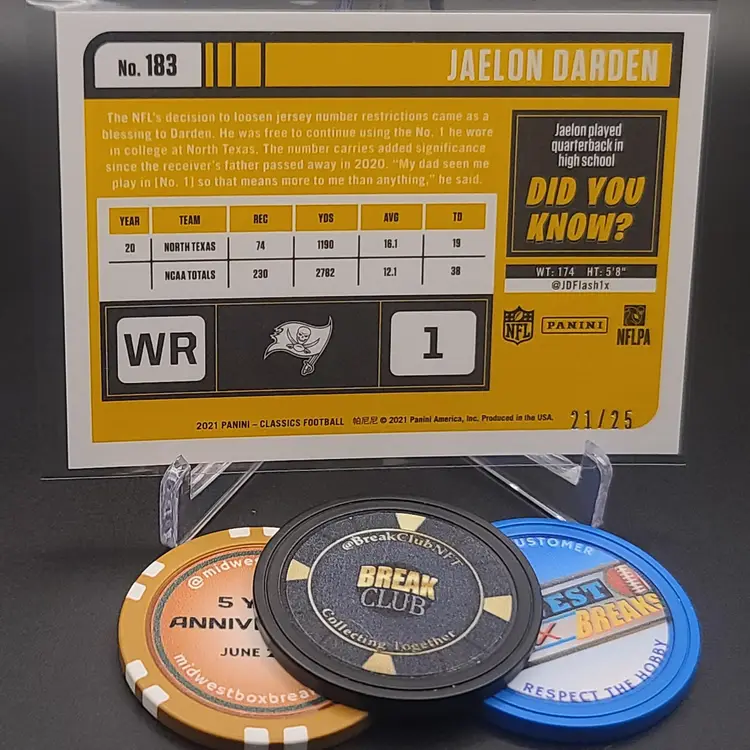 No. 183
JAELON DARDEN
The NFL's decision to loosen jersey number restrictions came as a
blessing to Darden. He was free to continue using the No. 1 he wore
in college at North Texas. The number carries added significance
since the receiver's father passed away in 2020. "My dad seen me
play in [No. 1] so that means more to me than anything," he said.
Jaelon played
quarterback in
high school
DID YOU
KNOW?
WT: 174 HT: 5'8"
@JDFlash1x
YEAR TEAM REC YDS AVG TD
20 NORTH TEXAS 74 1190 16.1 19
NCAA TOTALS 230 2782 12.1 38
WR
1
NFL
PANINI
NFLPA
2021 PANINI – CLASSICS FOOTBALL 帕尼尼 © 2021 Panini America, Inc. Produced in the USA.
21/25
@midwes
5 Y
ANNIV
JUNE 2
midwestboxbrea
@BreakClubNFT
BREAK
CLUB
Collecting Together
USTOMER
EST
X BREAKS
RESPECT THE HOBBY